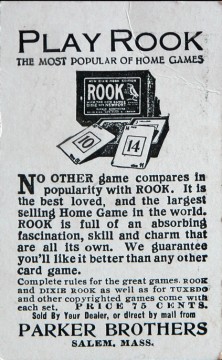 PLAY ROOK
THE MOST POPULAR OF HOME GAMES
ROOK
10
14
NO OTHER game compares in
popularity with ROOK. It is
the best loved, and the largest
selling Home Game in the world.
ROOK is full of an absorbing
fascination, skill and charm that
are all its own. We guarantee
you'll like it better than any other
card game.
Complete rules for the great games.
ROOK and DIXIE ROOK as well as for TUXEDO
and other copyrighted games come with
each set. PRICE 75 CENTS.
Sold By Your Dealer, or direct by mail from
PARKER BROTHERS
SALEM, MASS.